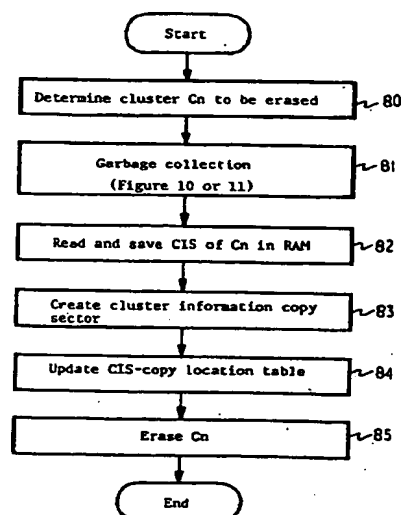 Start
Determine cluster Cn to be erased
80
Garbage collection
(Figure 10 or 11)
81
Read and save CIS of Cn in RAM
82
Create cluster information copy
sector
83
Update CIS-copy location table
84
Erase Cn
85
End